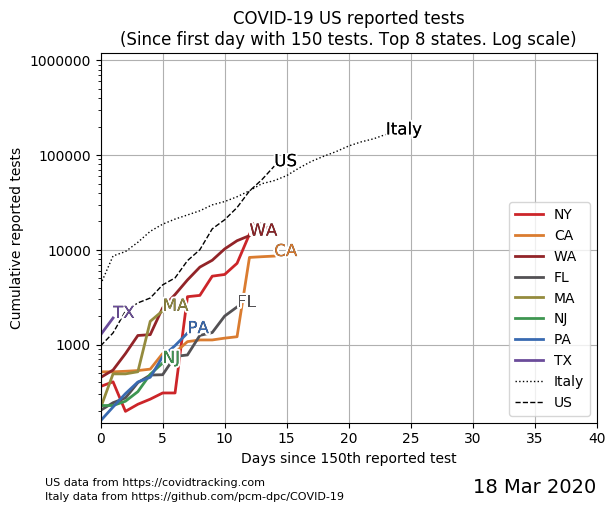 COVID-19 US reported tests
(Since first day with 150 tests. Top 8 states. Log scale)
Cumulative reported tests
1000000
100000
10000
1000
Italy
US
WA
CA
FL
TX
MA
PA
NJ
NY
CA
WA
FL
MA
NJ
PA
TX
Italy
US
0 5 10 15 20 25 30 35 40
Days since 150th reported test
US data from https://covidtracking.com
Italy data from https://github.com/pcm-dpc/COVID-19
18 Mar 2020